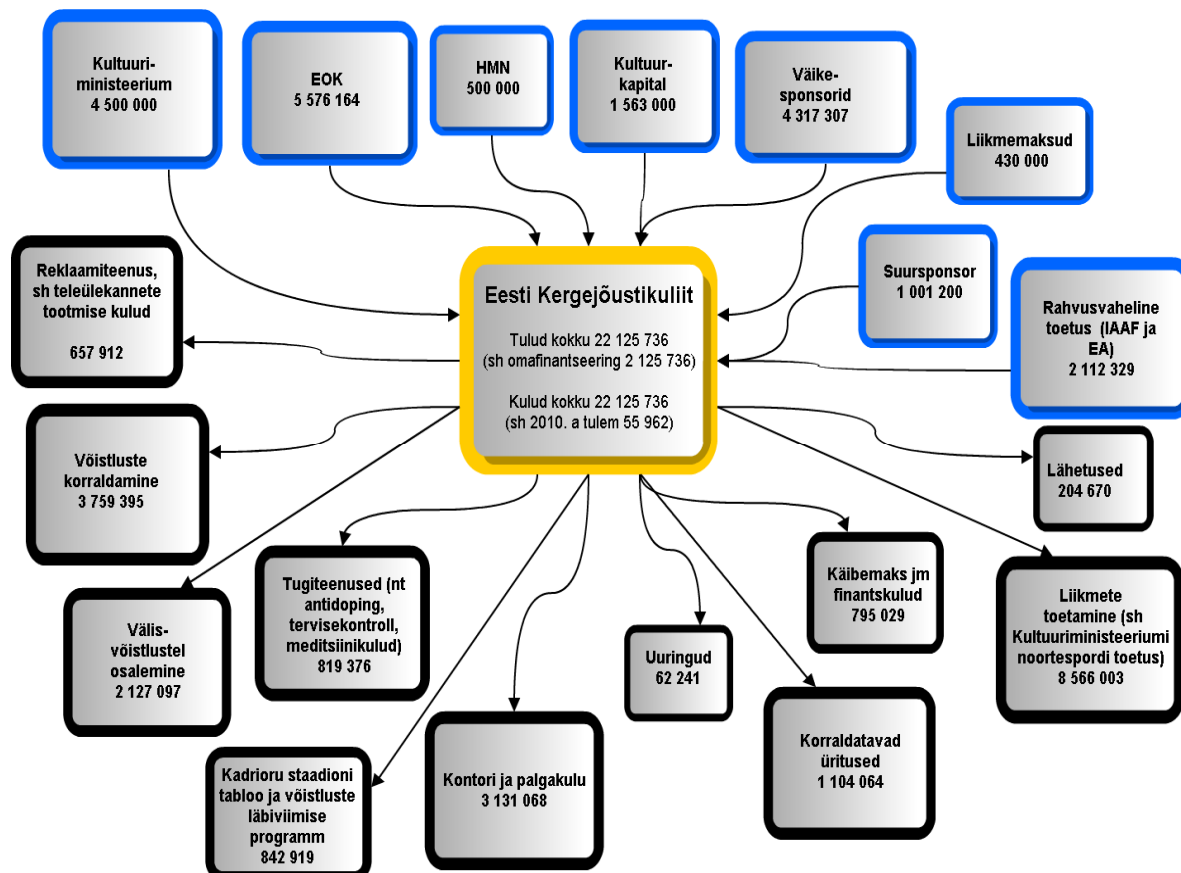 Kultuuri-
ministeerium
4 500 000
EOK
5 576 164
HMN
500 000
Kultuur-
kapital
1 563 000
Väike-
sponsorid
4 317 307
Liikmemaksud
430 000
Suursponsor
1 001 200
Rahvusvaheline
toetus (IAAF ja
EA)
2 112 329
Eesti Kergejõustikuliit
Tulud kokku 22 125 736
(sh omafinantseering 2 125 736)
Kulud kokku 22 125 736
(sh 2010. a tulem 55 962)
Reklaamiteenus,
sh teleülekannete
tootmise kulud
657 912
Võistluste
korraldamine
3 759 395
Välis-
võistlustel
osalemine
2 127 097
Tugiteenused (nt
antidoping,
tervisekontroll,
meditsiinikulud)
819 376
Kadrioru staadioni
tabloo ja võistluste
läbiviimise
programm
842 919
Kontori ja palgakulu
3 131 068
Uuringud
62 241
Korraldatavad
üritused
1 104 064
Käibemaks jm
finantskulud
795 029
Lähetused
204 670
Liikmete
toetamine (sh
Kultuuriministeeriumi
noortespordi toetus)
8 566 003